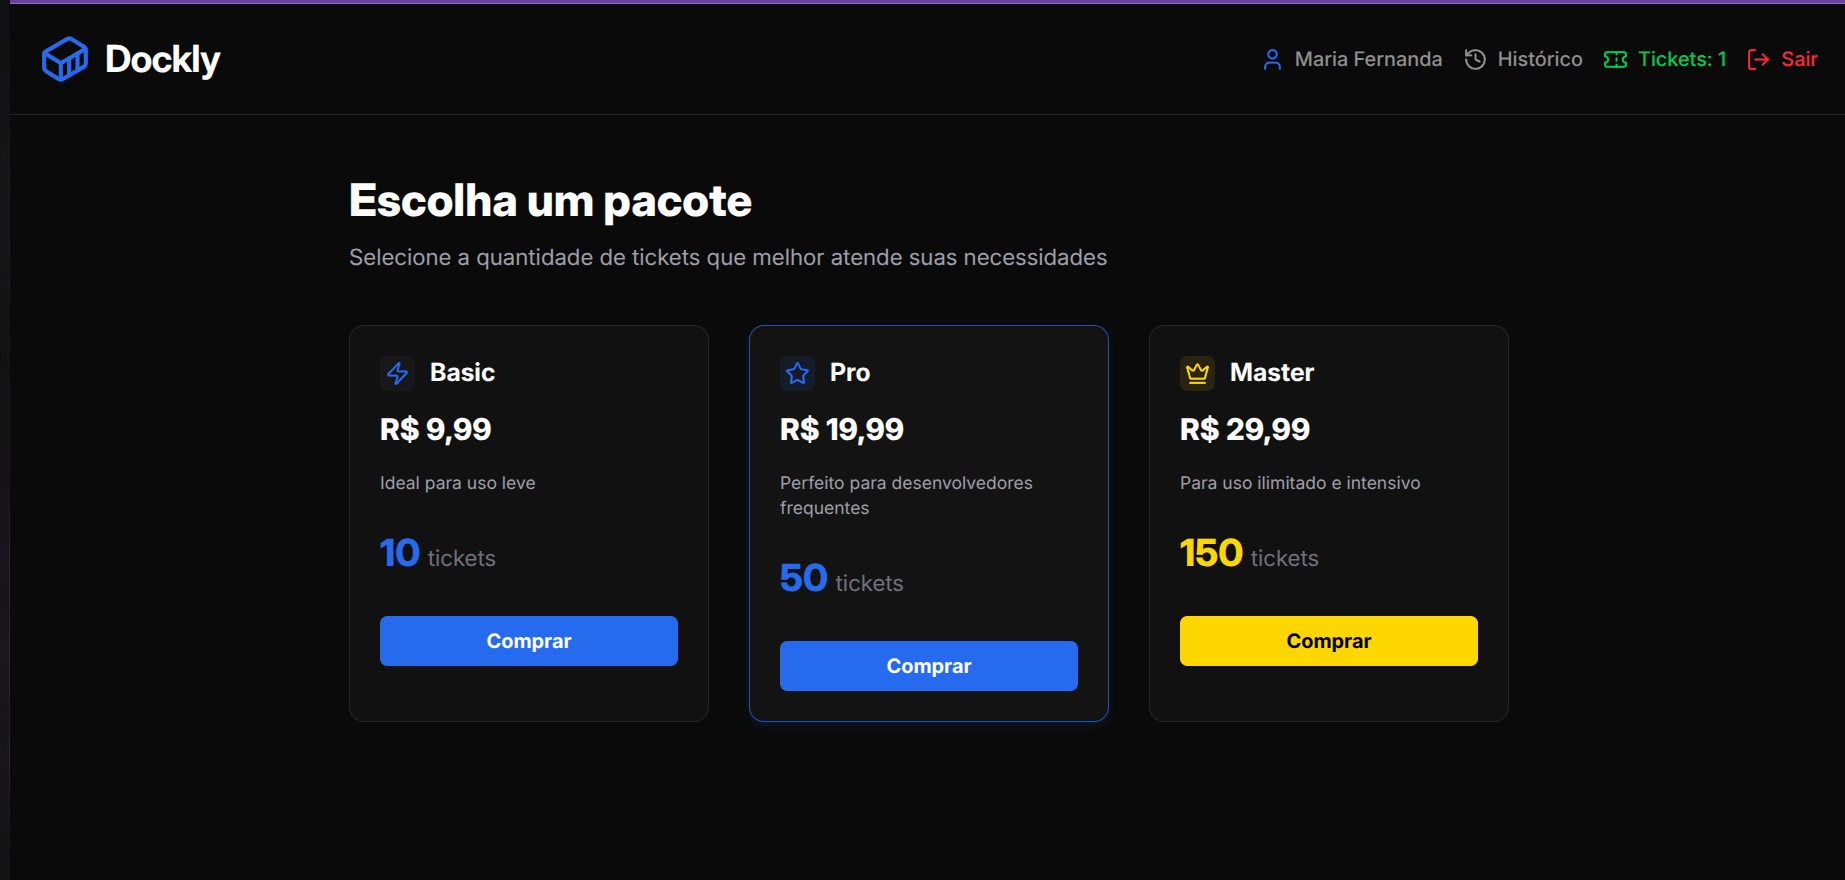 Dockly
Maria Fernanda
Histórico
Tickets: 1
Sair
Escolha um pacote
Selecione a quantidade de tickets que melhor atende suas necessidades
Basic
R$ 9,99
Ideal para uso leve
10 tickets
Comprar
Pro
R$ 19,99
Perfeito para desenvolvedores
frequentes
50 tickets
Comprar
Master
R$ 29,99
Para uso ilimitado e intensivo
150 tickets
Comprar